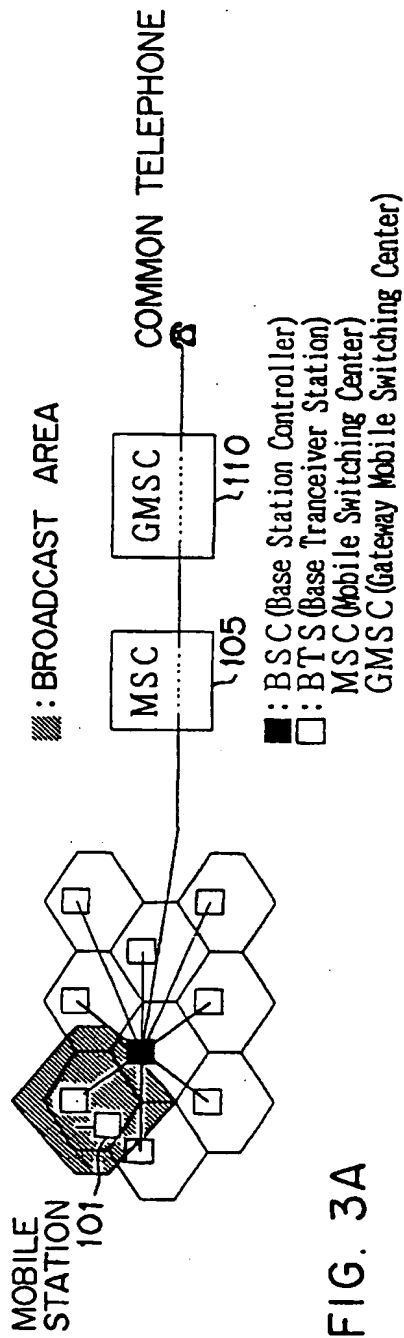 MOBILE
STATION
101
: BROADCAST AREA
MSC
105
GMSC
110
COMMON TELEPHONE
: BSC (Base Station Controller)
: BTS (Base Tranceiver Station)
MSC (Mobile Switching Center)
GMSC (Gateway Mobile Switching Center)
FIG. 3A